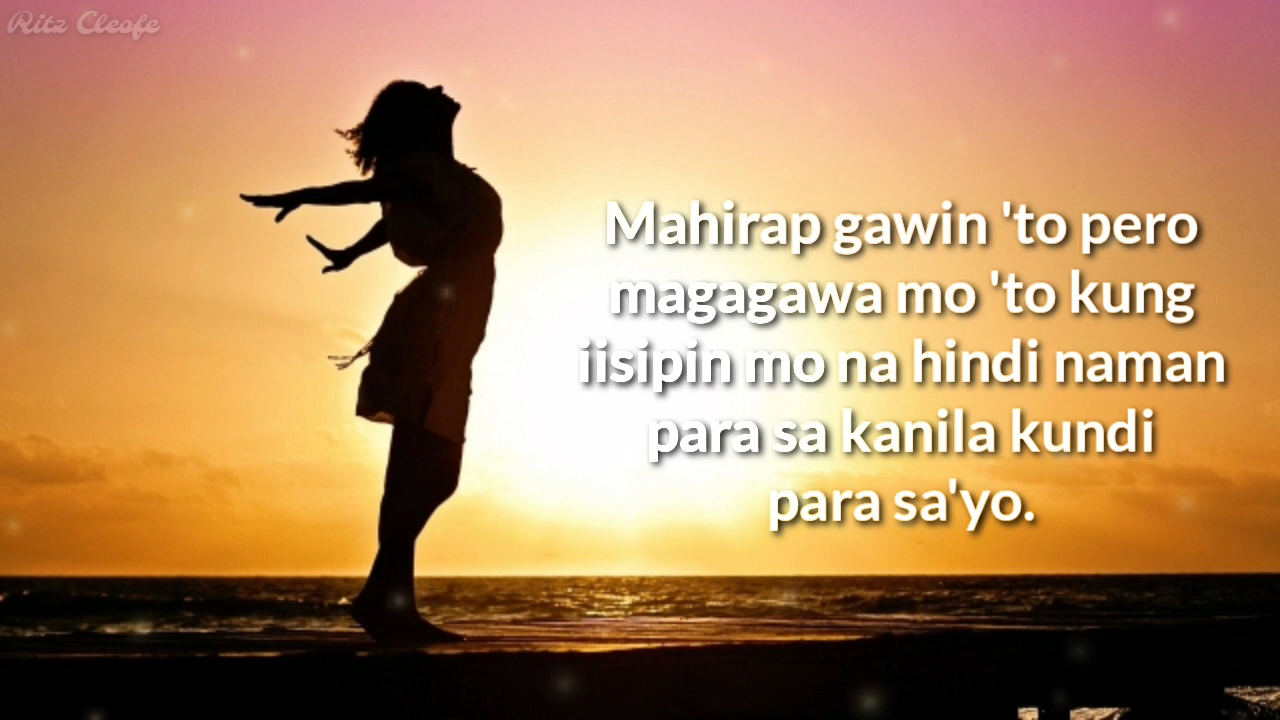 Ritz Cleofe
Mahirap gawin 'to pero
magagawa mo 'to kung
iisipin mo na hindi naman
para sa kanila kundi
para sa'yo.